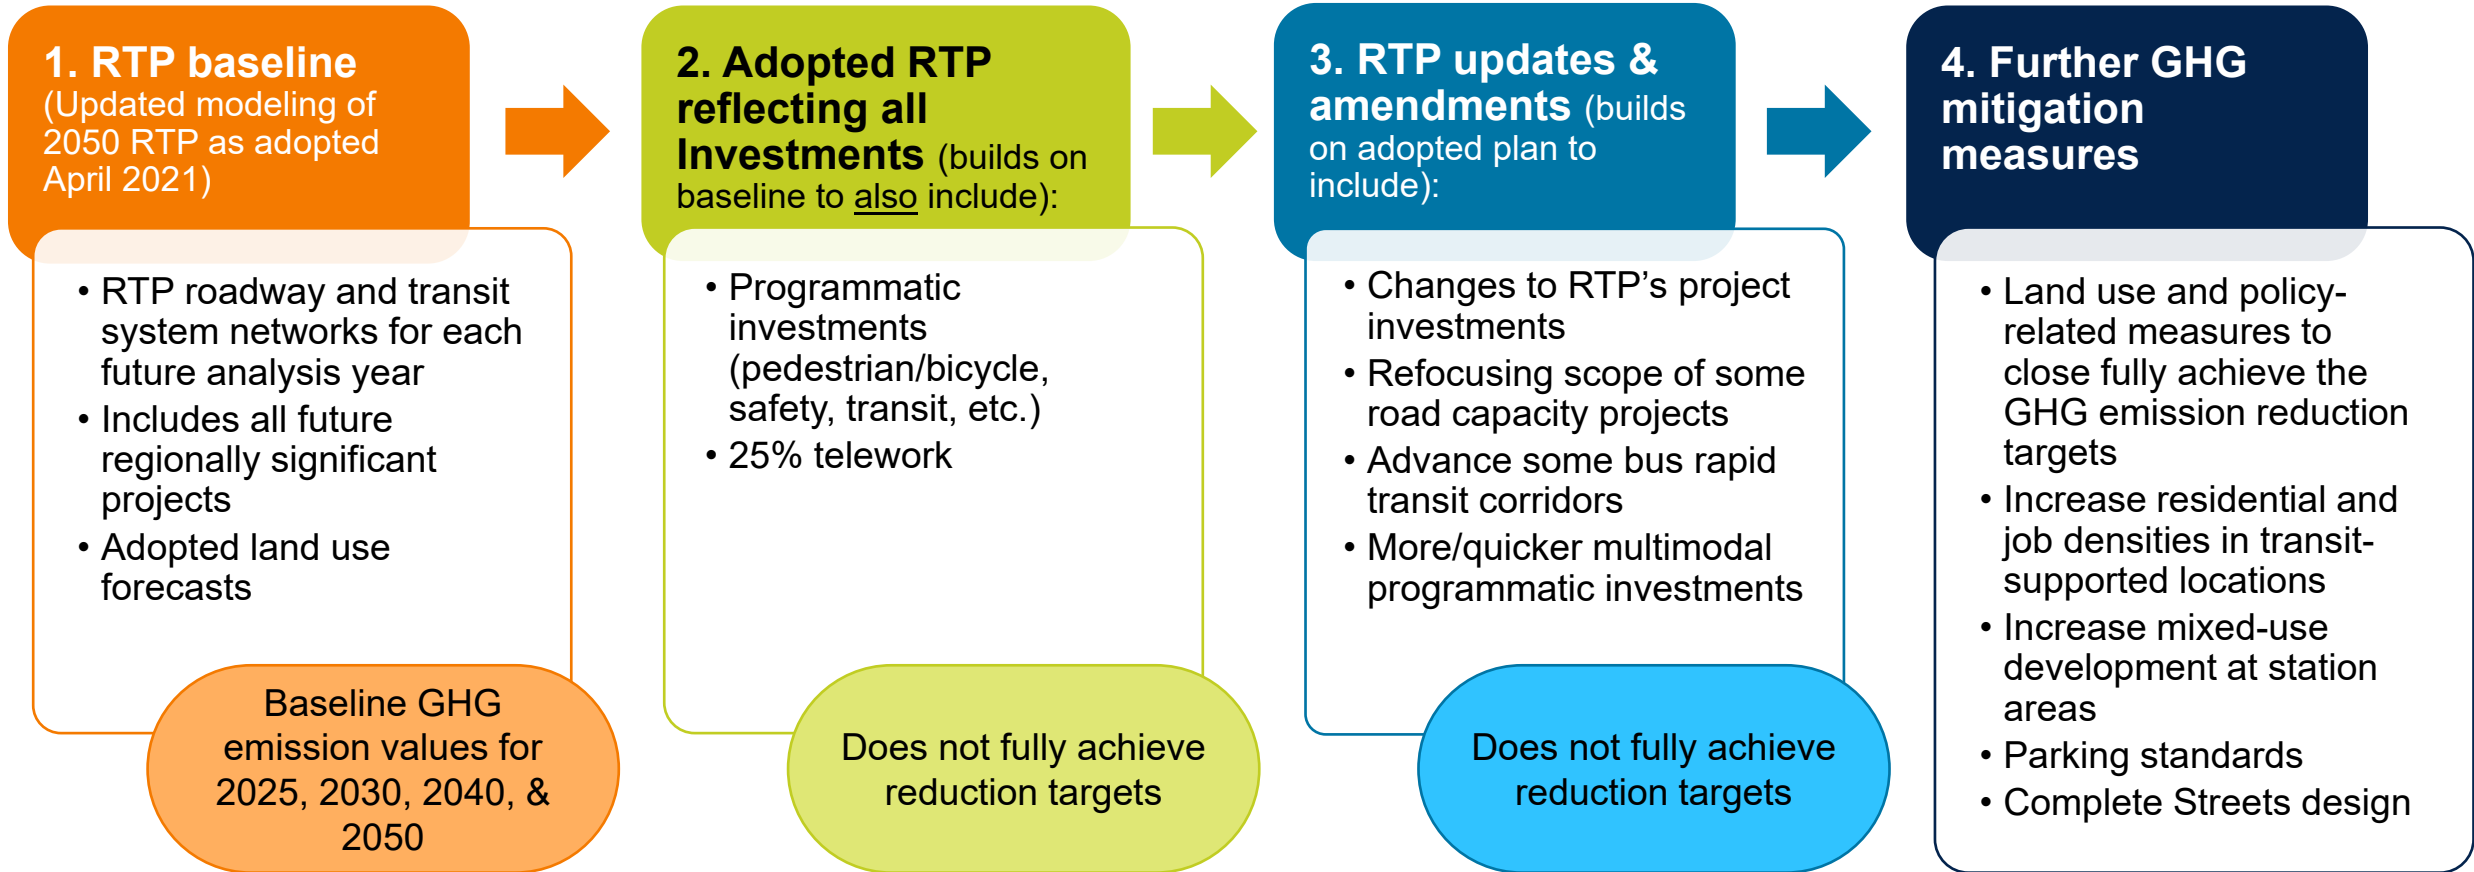 1. RTP baseline
(Updated modeling of
2050 RTP as adopted
April 2021)
• RTP roadway and transit
system networks for each
future analysis year
• Includes all future
regionally significant
projects
• Adopted land use
forecasts
Baseline GHG
emission values for
2025, 2030, 2040, &
2050
2. Adopted RTP
reflecting all
Investments (builds on
baseline to also include):
• Programmatic
investments
(pedestrian/bicycle,
safety, transit, etc.)
• 25% telework
Does not fully achieve
reduction targets
3. RTP updates &
amendments (builds
on adopted plan to
include):
• Changes to RTP’s project
investments
• Refocusing scope of some
road capacity projects
• Advance some bus rapid
transit corridors
• More/quicker multimodal
programmatic investments
Does not fully achieve
reduction targets
4. Further GHG
mitigation
measures
• Land use and policy-
related measures to
close fully achieve the
GHG emission reduction
targets
• Increase residential and
job densities in transit-
supported locations
• Increase mixed-use
development at station
areas
• Parking standards
• Complete Streets design